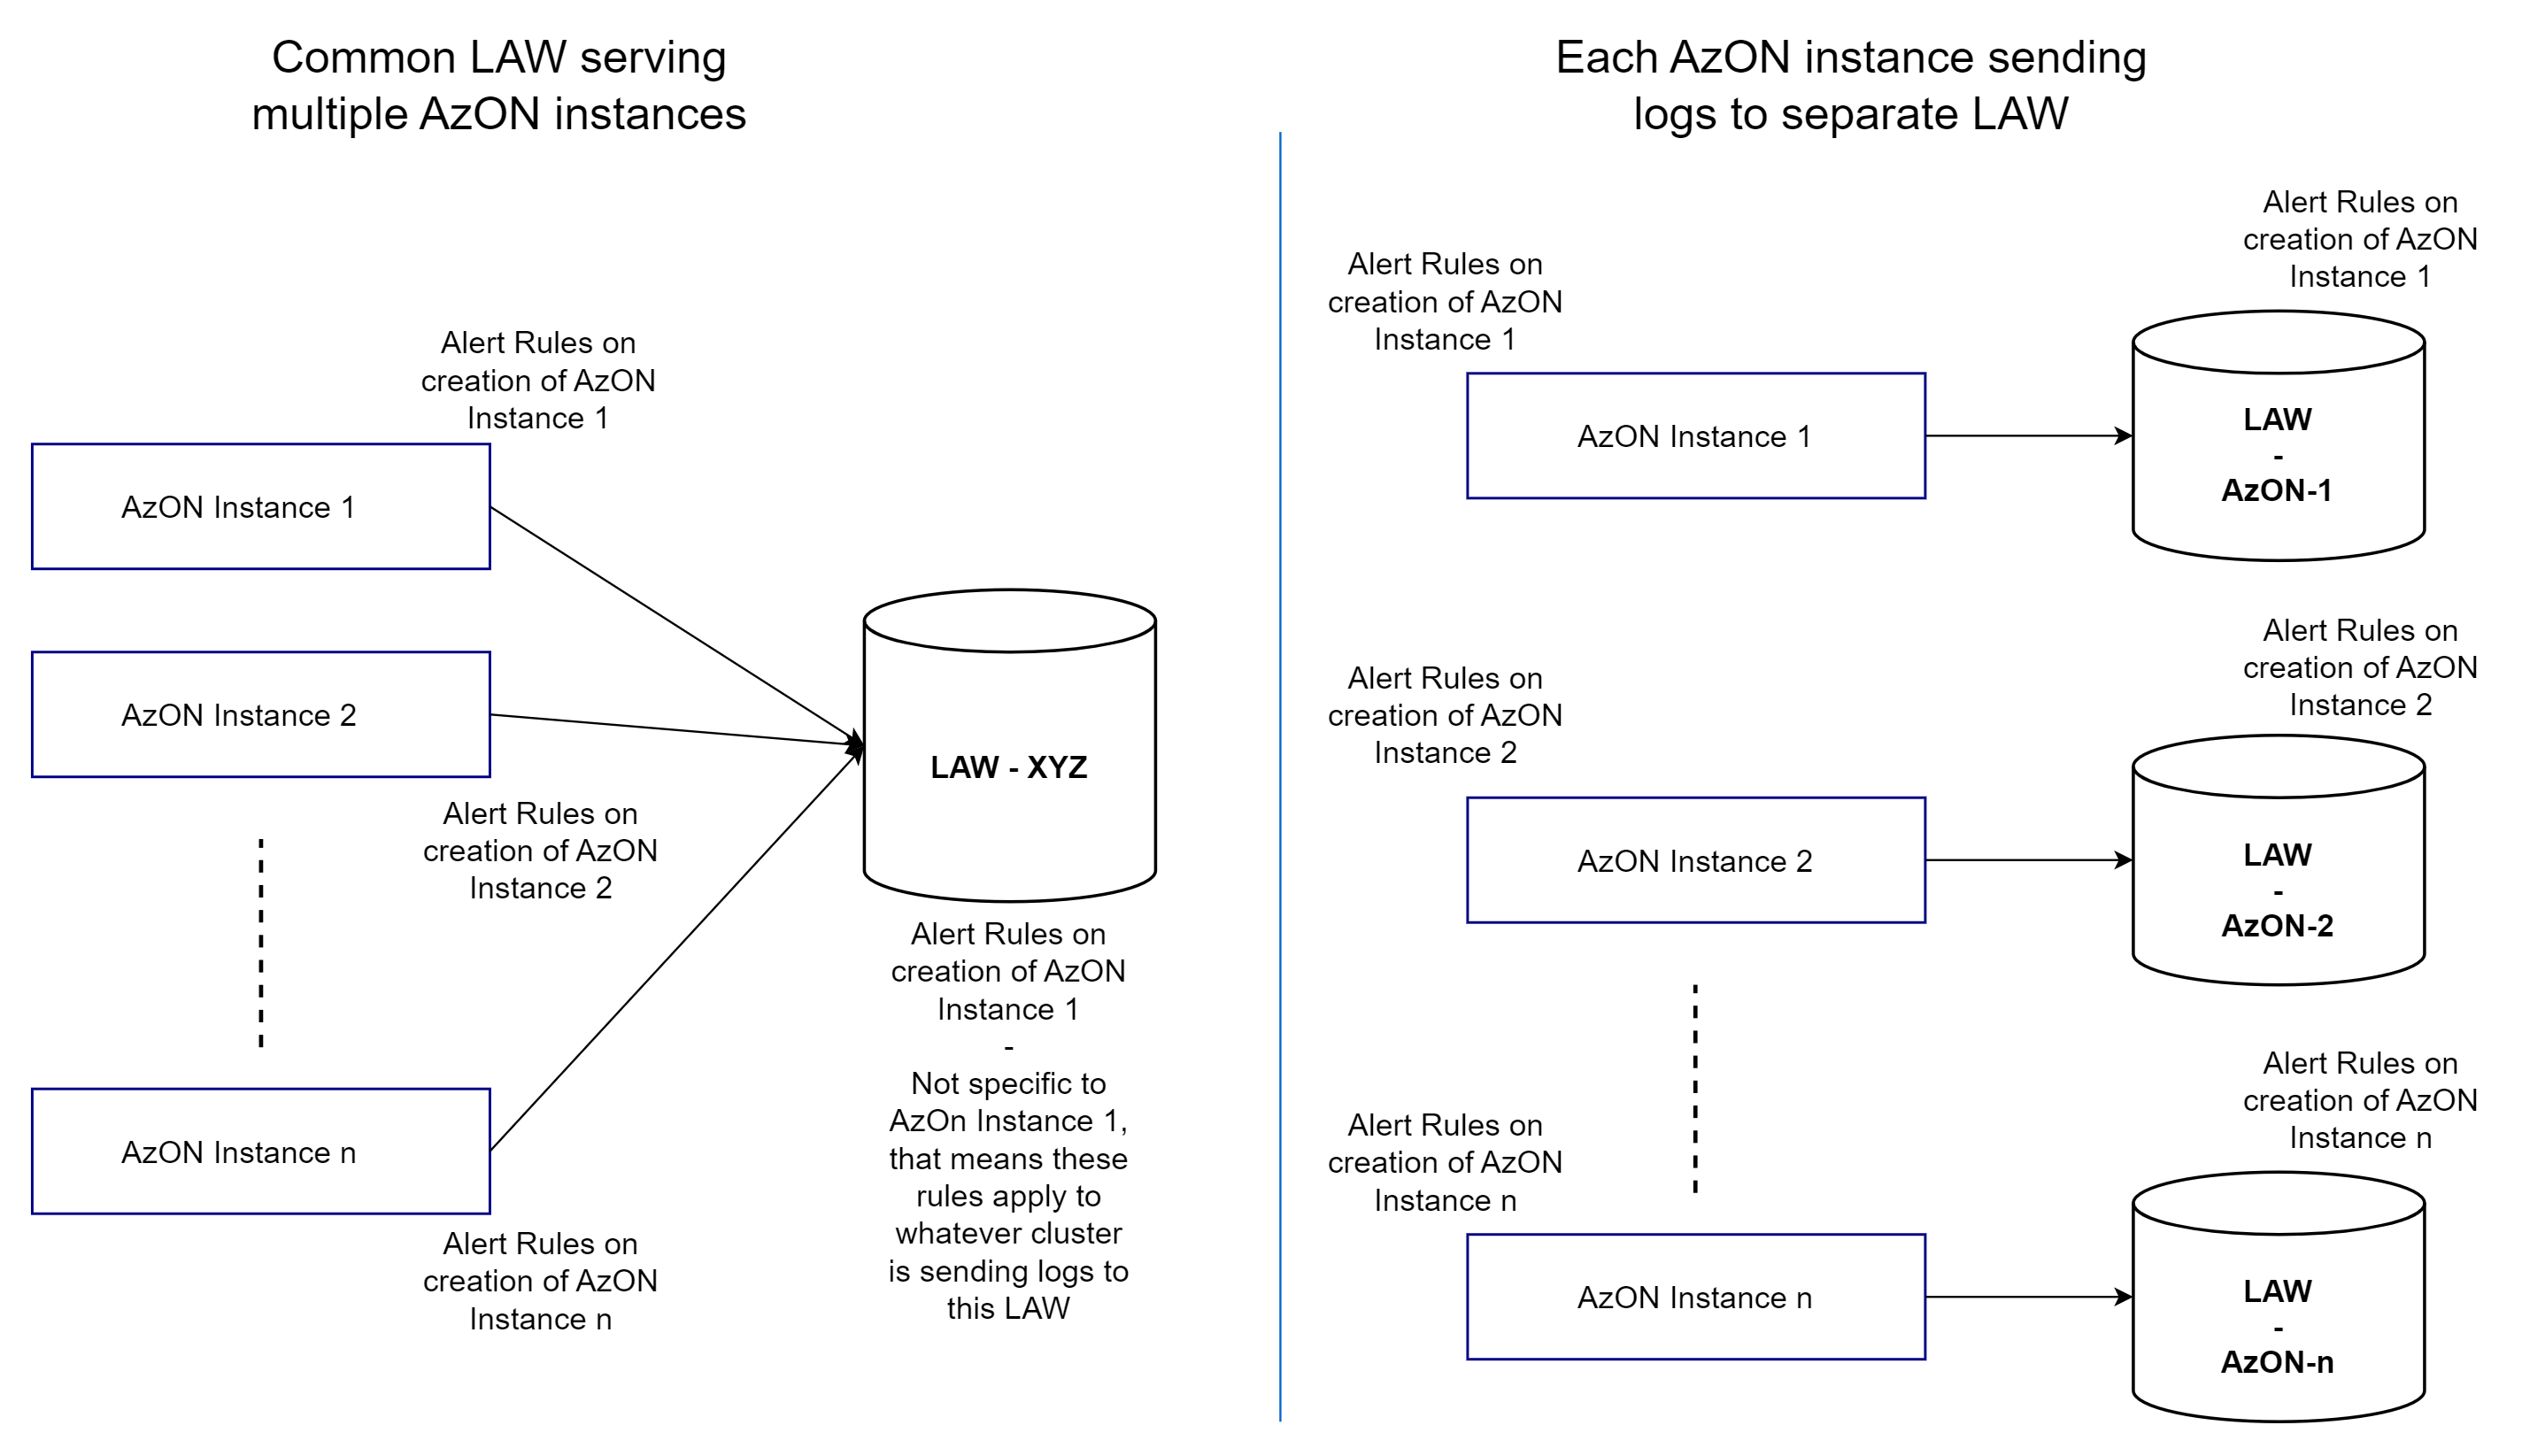 Common LAW serving
multiple AzON instances
Alert Rules on
creation of AzON
Instance 1
AzON Instance 1
AzON Instance 2
Alert Rules on
creation of AzON
Instance 2
AzON Instance n
Alert Rules on
creation of AzON
Instance n
LAW - XYZ
Alert Rules on
creation of AzON
Instance 1
-
Not specific to
AzOn Instance 1,
that means these
rules apply to
whatever cluster
is sending logs to
this LAW
Each AzON instance sending
logs to separate LAW
Alert Rules on
creation of AzON
Instance 1
AzON Instance 1
Alert Rules on
creation of AzON
Instance 1
LAW
-
AzON-1
Alert Rules on
creation of AzON
Instance 2
AzON Instance 2
Alert Rules on
creation of AzON
Instance 2
LAW
-
AzON-2
Alert Rules on
creation of AzON
Instance n
AzON Instance n
Alert Rules on
creation of AzON
Instance n
LAW
-
AzON-n